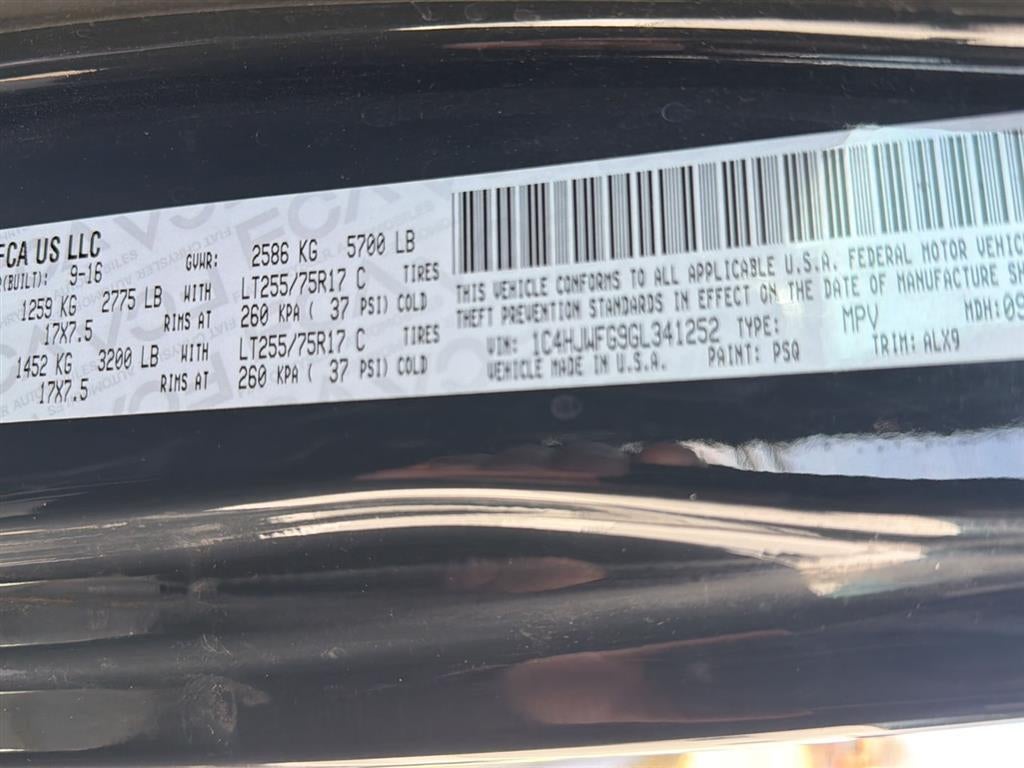 FCA US LLC
(BUILT): 9-16
GVWR: 2586 KG 5700 LB
1259 KG 2775 LB WITH LT255/75R17 C TIRES
17X7.5 RIMS AT 260 KPA ( 37 PSI) COLD
1452 KG 3200 LB WITH LT255/75R17 C TIRES
17X7.5 RIMS AT 260 KPA ( 37 PSI) COLD
THIS VEHICLE CONFORMS TO ALL APPLICABLE U.S.A. FEDERAL MOTOR VEHIC
THEFT PREVENTION STANDARDS IN EFFECT ON THE DATE OF MANUFACTURE SH
VIN: 1C4HJWFG9GL341252 TYPE: MPV MDH: 09
VEHICLE MADE IN U.S.A. PAINT: PSQ TRIM: ALX9